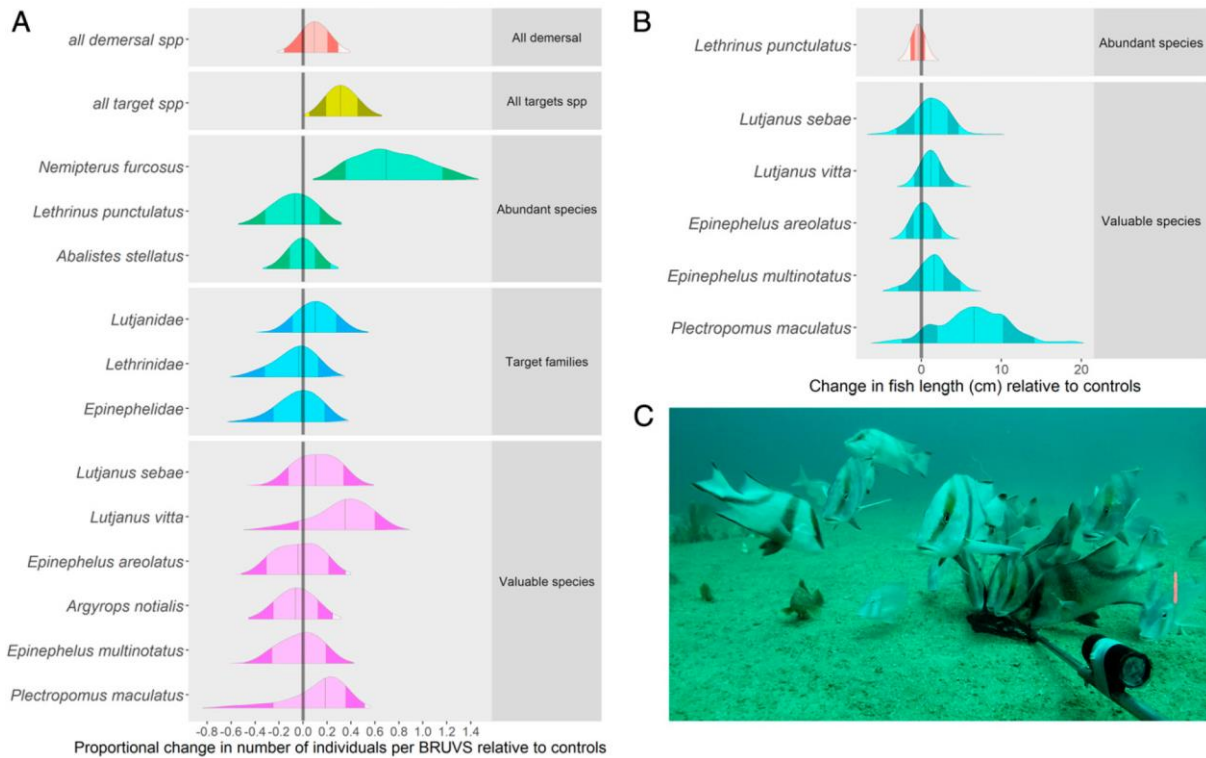 A
all demersal spp
All demersal
all target spp
All targets spp
Nemipterus furcosus
Lethrinus punctulatus
Abalistes stellatus
Abundant species
Lutjanidae
Lethrinidae
Epinephelidae
Target families
Lutjanus sebae
Lutjanus vitta
Epinephelus areolatus
Argyrops notialis
Epinephelus multinotatus
Plectropomus maculatus
Valuable species
-0.8 -0.6 -0.4 -0.2 0.0 0.2 0.4 0.6 0.8 1.0 1.2 1.4
Proportional change in number of individuals per BRUVS relative to controls
B
Lethrinus punctulatus
Abundant species
Lutjanus sebae
Lutjanus vitta
Epinephelus areolatus
Epinephelus multinotatus
Plectropomus maculatus
Valuable species
0 10 20
Change in fish length (cm) relative to controls
C